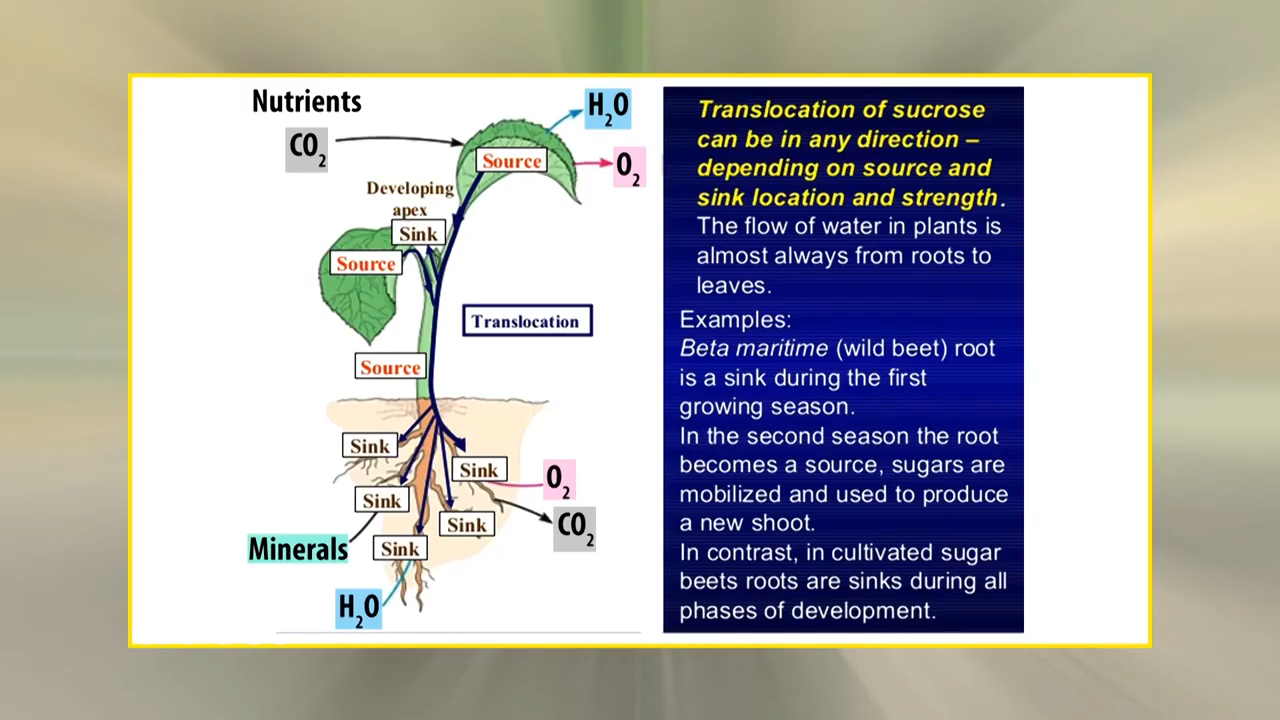 Nutrients
CO2
H2O
O2
Source
Developing
apex
Sink
Source
Translocation
Source
Sink
Sink
O2
Sink
Sink
CO2
Minerals
Sink
H2O
Translocation of sucrose
can be in any direction –
depending on source and
sink location and strength.
The flow of water in plants is
almost always from roots to
leaves.
Examples:
Beta maritime (wild beet) root
is a sink during the first
growing season.
In the second season the root
becomes a source, sugars are
mobilized and used to produce
a new shoot.
In contrast, in cultivated sugar
beets roots are sinks during all
phases of development.